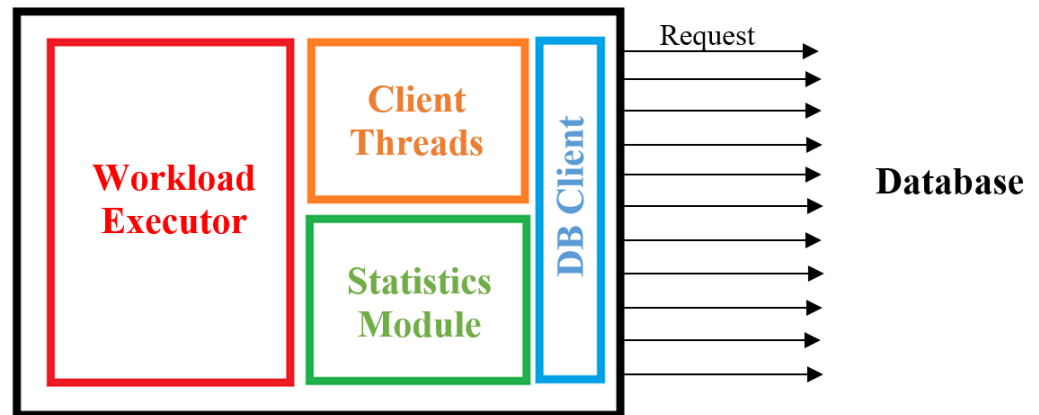 Request
Client
Threads
Workload
Executor
DB Client
Database
Statistics
Module